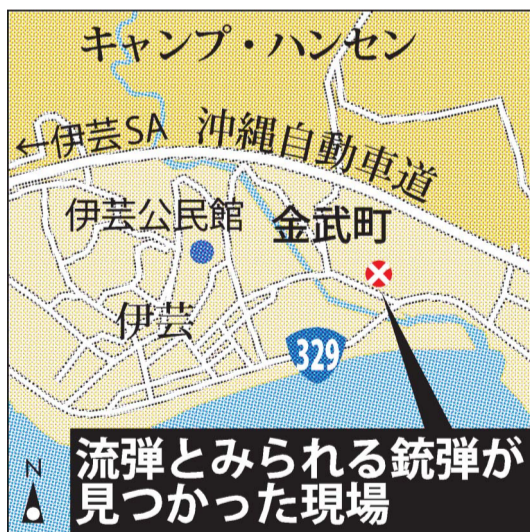 キャンプ・ハンセン
←伊芸SA
沖縄自動車道
伊芸公民館
金武町
伊芸
329
N
流弾とみられる銃弾が
見つかった現場